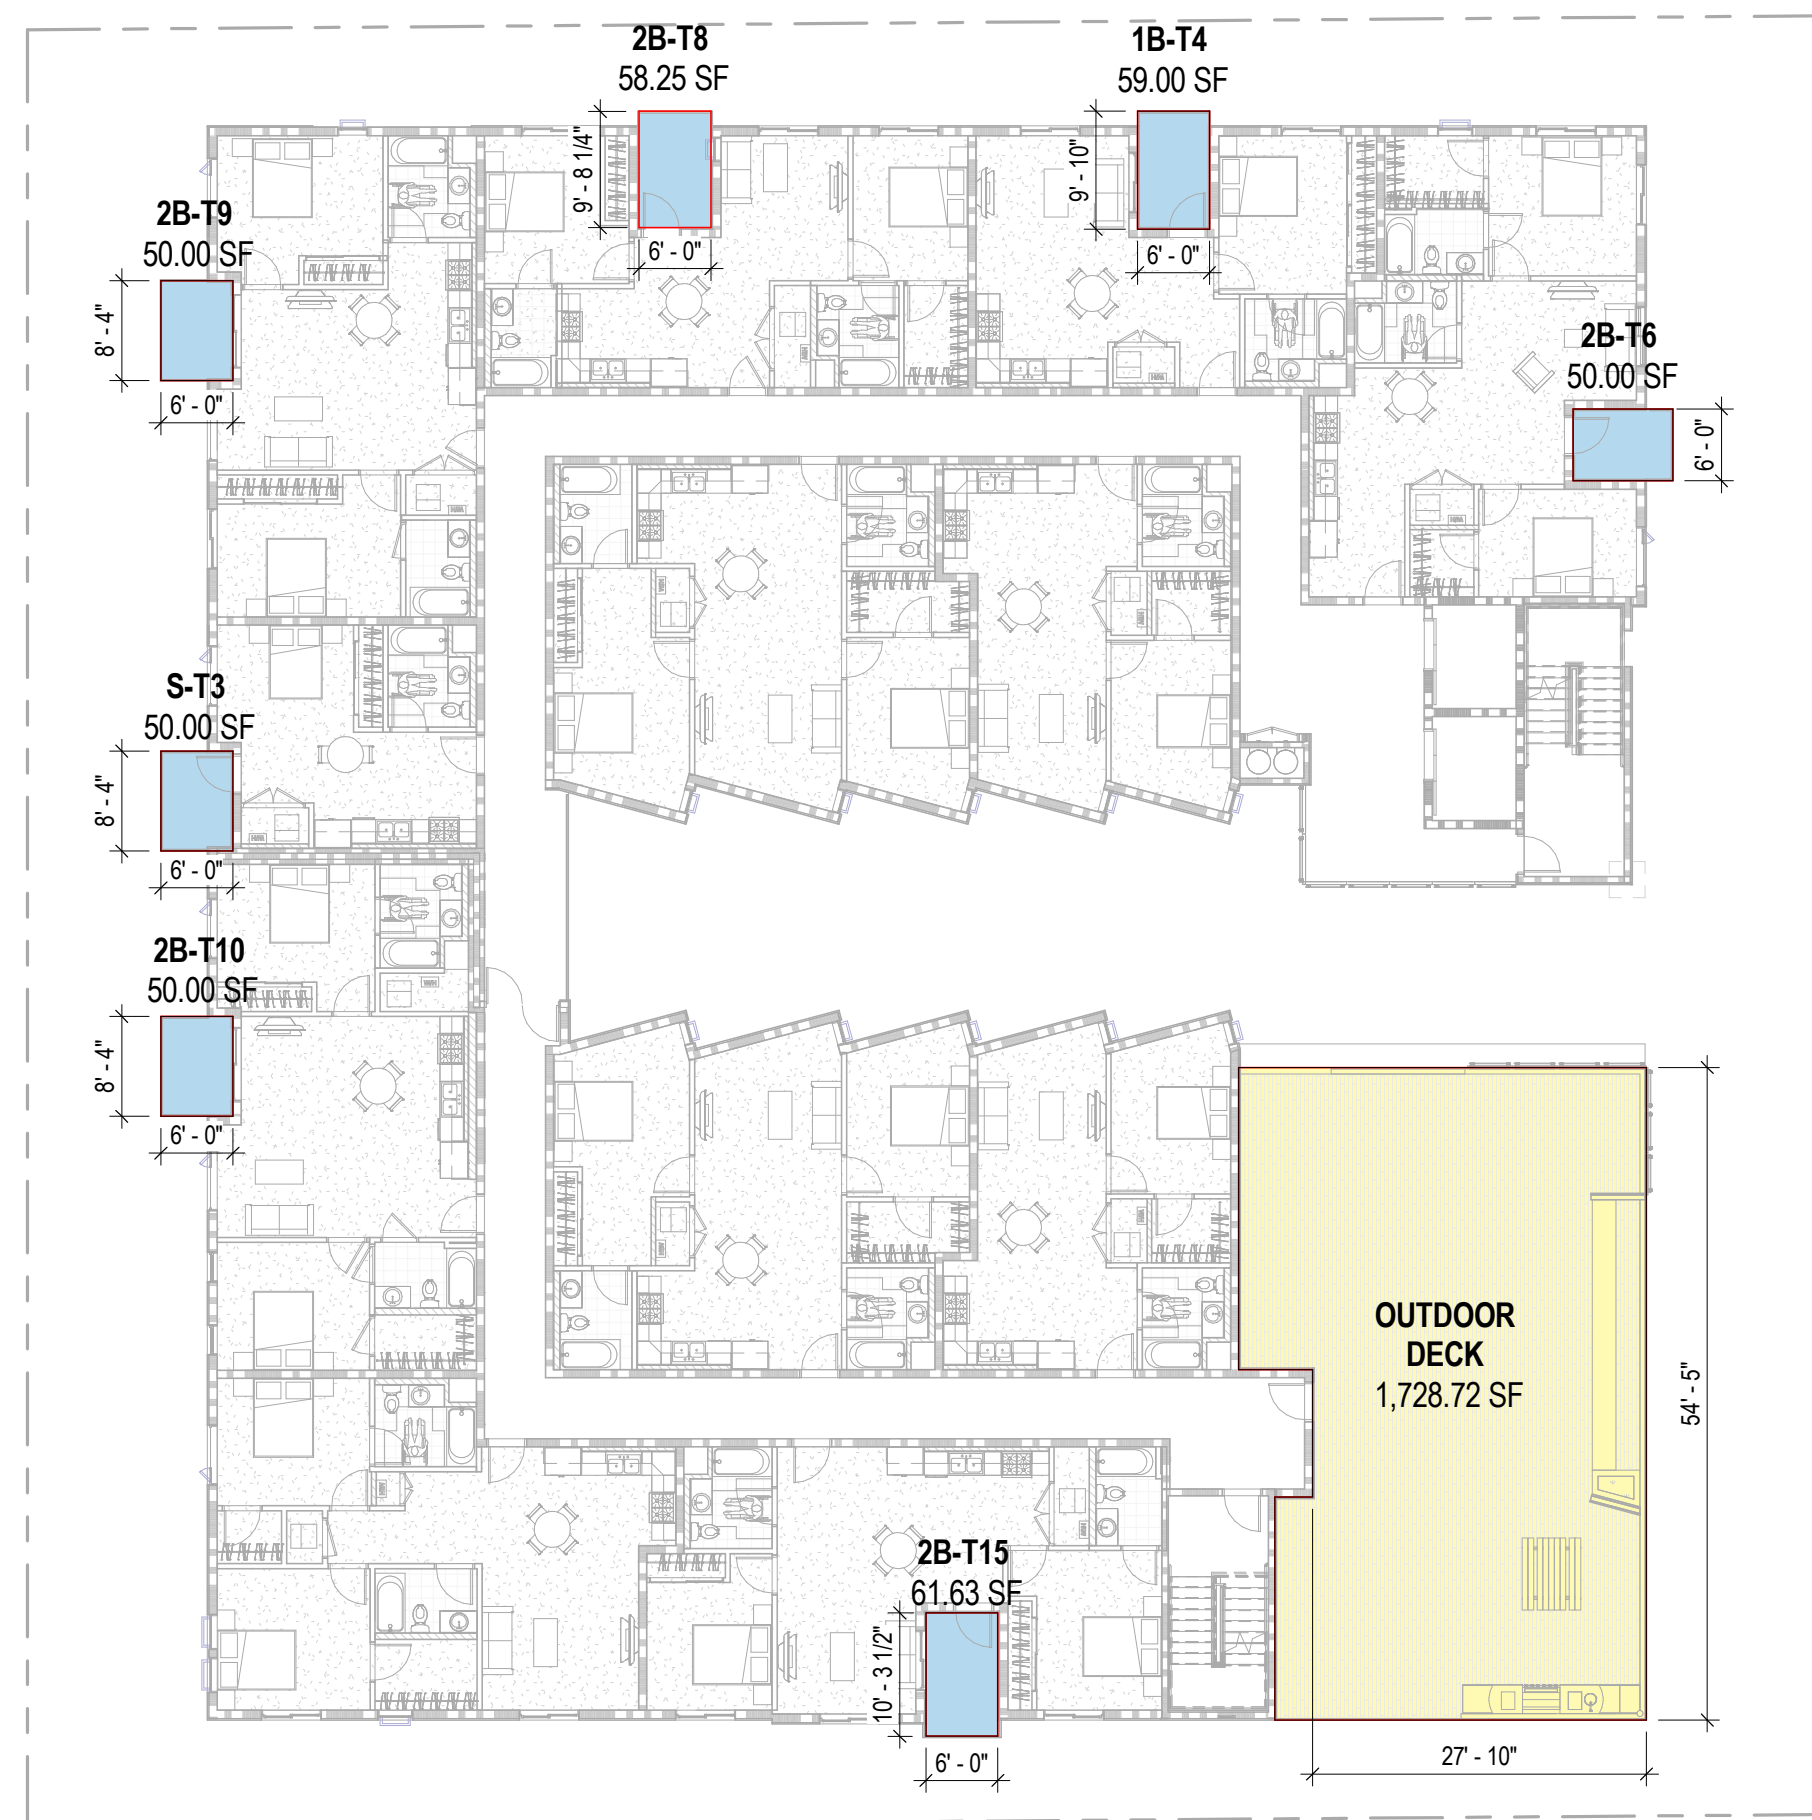 2B-T8
58.25 SF
1B-T4
59.00 SF
9' - 8 1/4"
6' - 0"
9' - 10"
6' - 0"
2B-T9
50.00 SF
8' - 4"
6' - 0"
2B-T6
50.00 SF
6' - 0"
S-T3
50.00 SF
8' - 4"
6' - 0"
2B-T10
50.00 SF
8' - 4"
6' - 0"
OUTDOOR
DECK
1,728.72 SF
54' - 5"
27' - 10"
2B-T15
61.63 SF
10' - 3 1/2"
6' - 0"